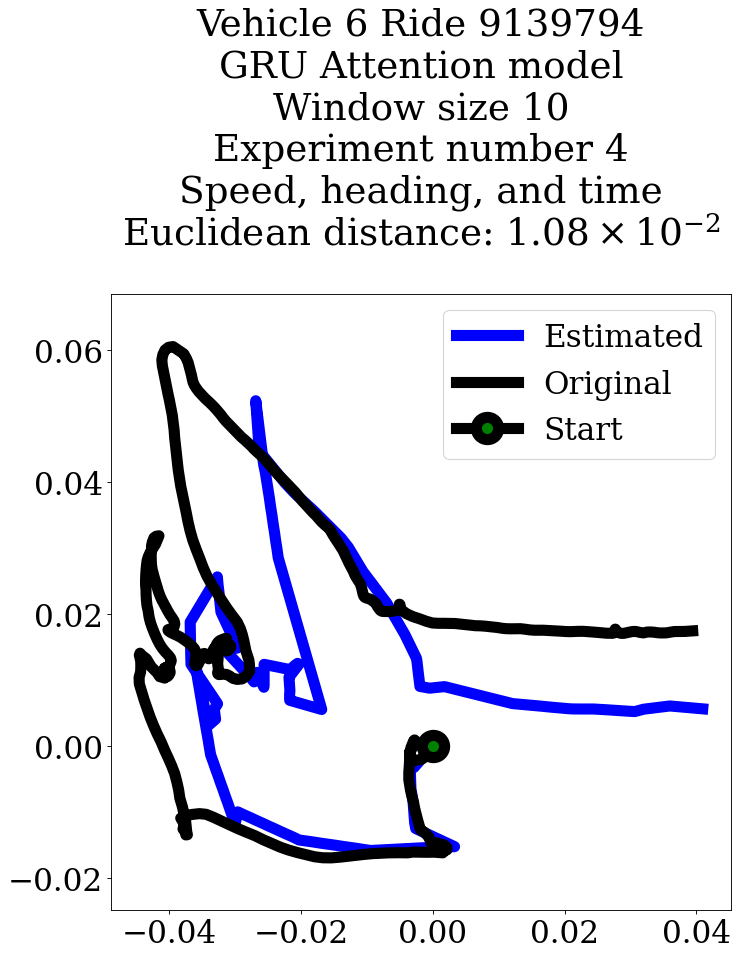 Vehicle 6 Ride 9139794
GRU Attention model
Window size 10
Experiment number 4
Speed, heading, and time
Euclidean distance: 1.08 × 10⁻²
Estimated
Original
Start
0.06
0.04
0.02
0.00
−0.02
−0.04 −0.02 0.00 0.02 0.04